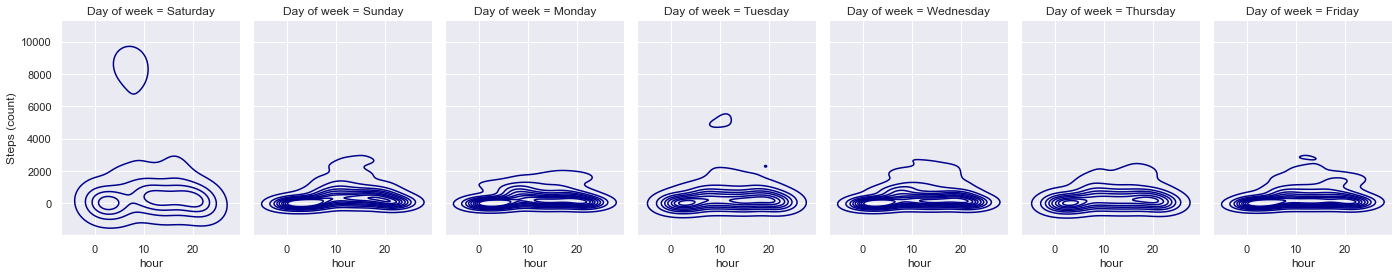 Day of week = Saturday
Day of week = Sunday
Day of week = Monday
Day of week = Tuesday
Day of week = Wednesday
Day of week = Thursday
Day of week = Friday
Steps (count)
10000
8000
6000
4000
2000
0
0 10 20
0 10 20
0 10 20
0 10 20
0 10 20
0 10 20
0 10 20
hour
hour
hour
hour
hour
hour
hour